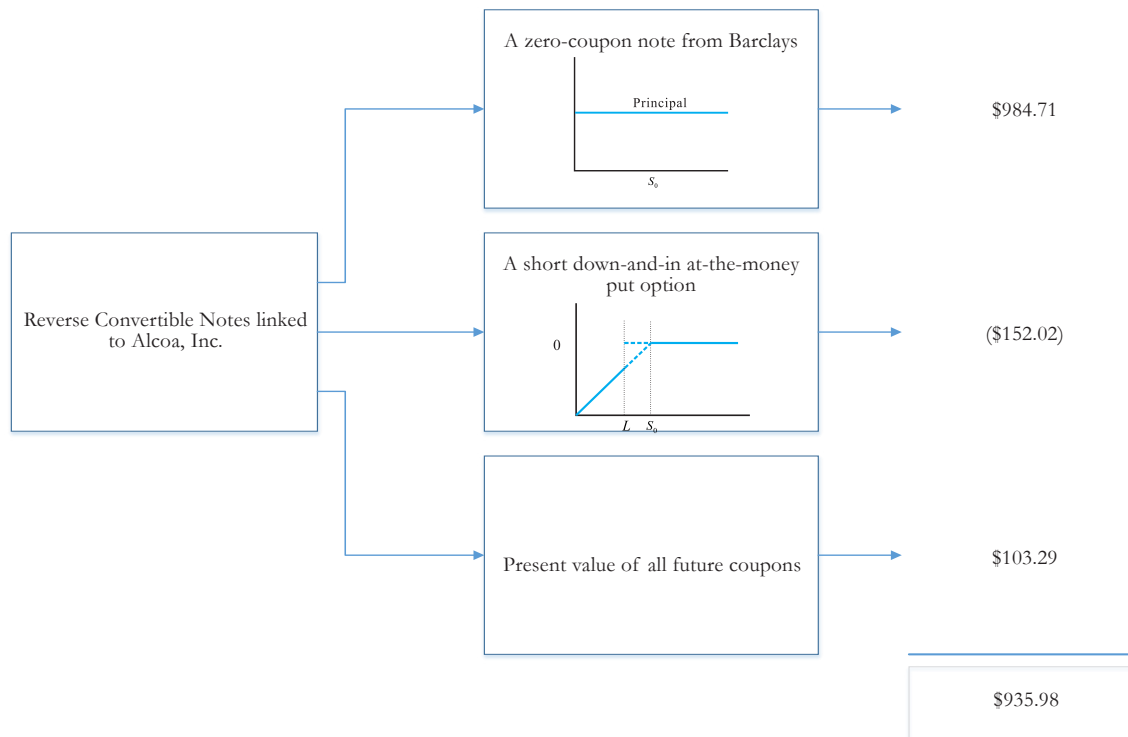 A zero-coupon note from Barclays
Principal
S₀
$984.71
Reverse Convertible Notes linked
to Alcoa, Inc.
A short down-and-in at-the-money
put option
0
L S₀
($152.02)
Present value of all future coupons
$103.29
$935.98